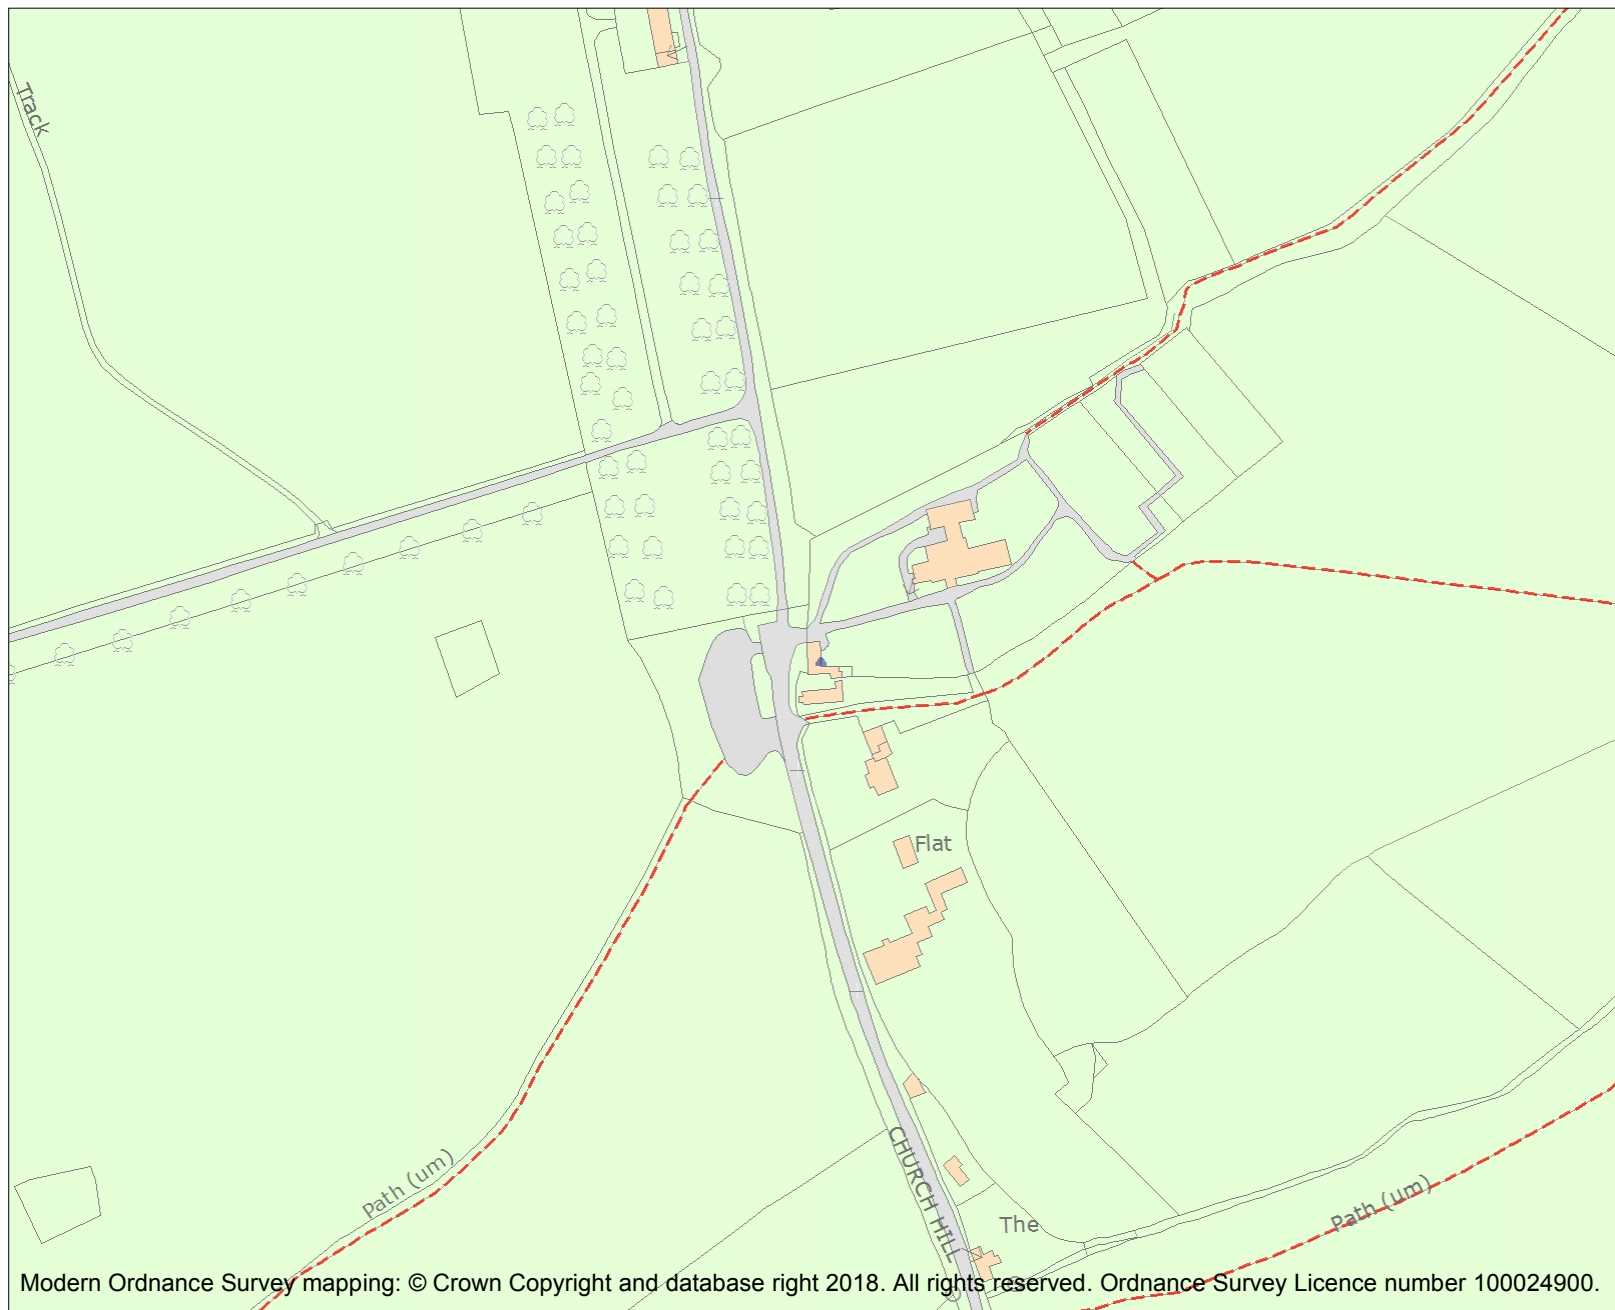 Track
Flat
CHURCH HILL
Path (um)
Path (um)
The
Modern Ordnance Survey mapping: © Crown Copyright and database right 2018. All rights reserved. Ordnance Survey Licence number 100024900.